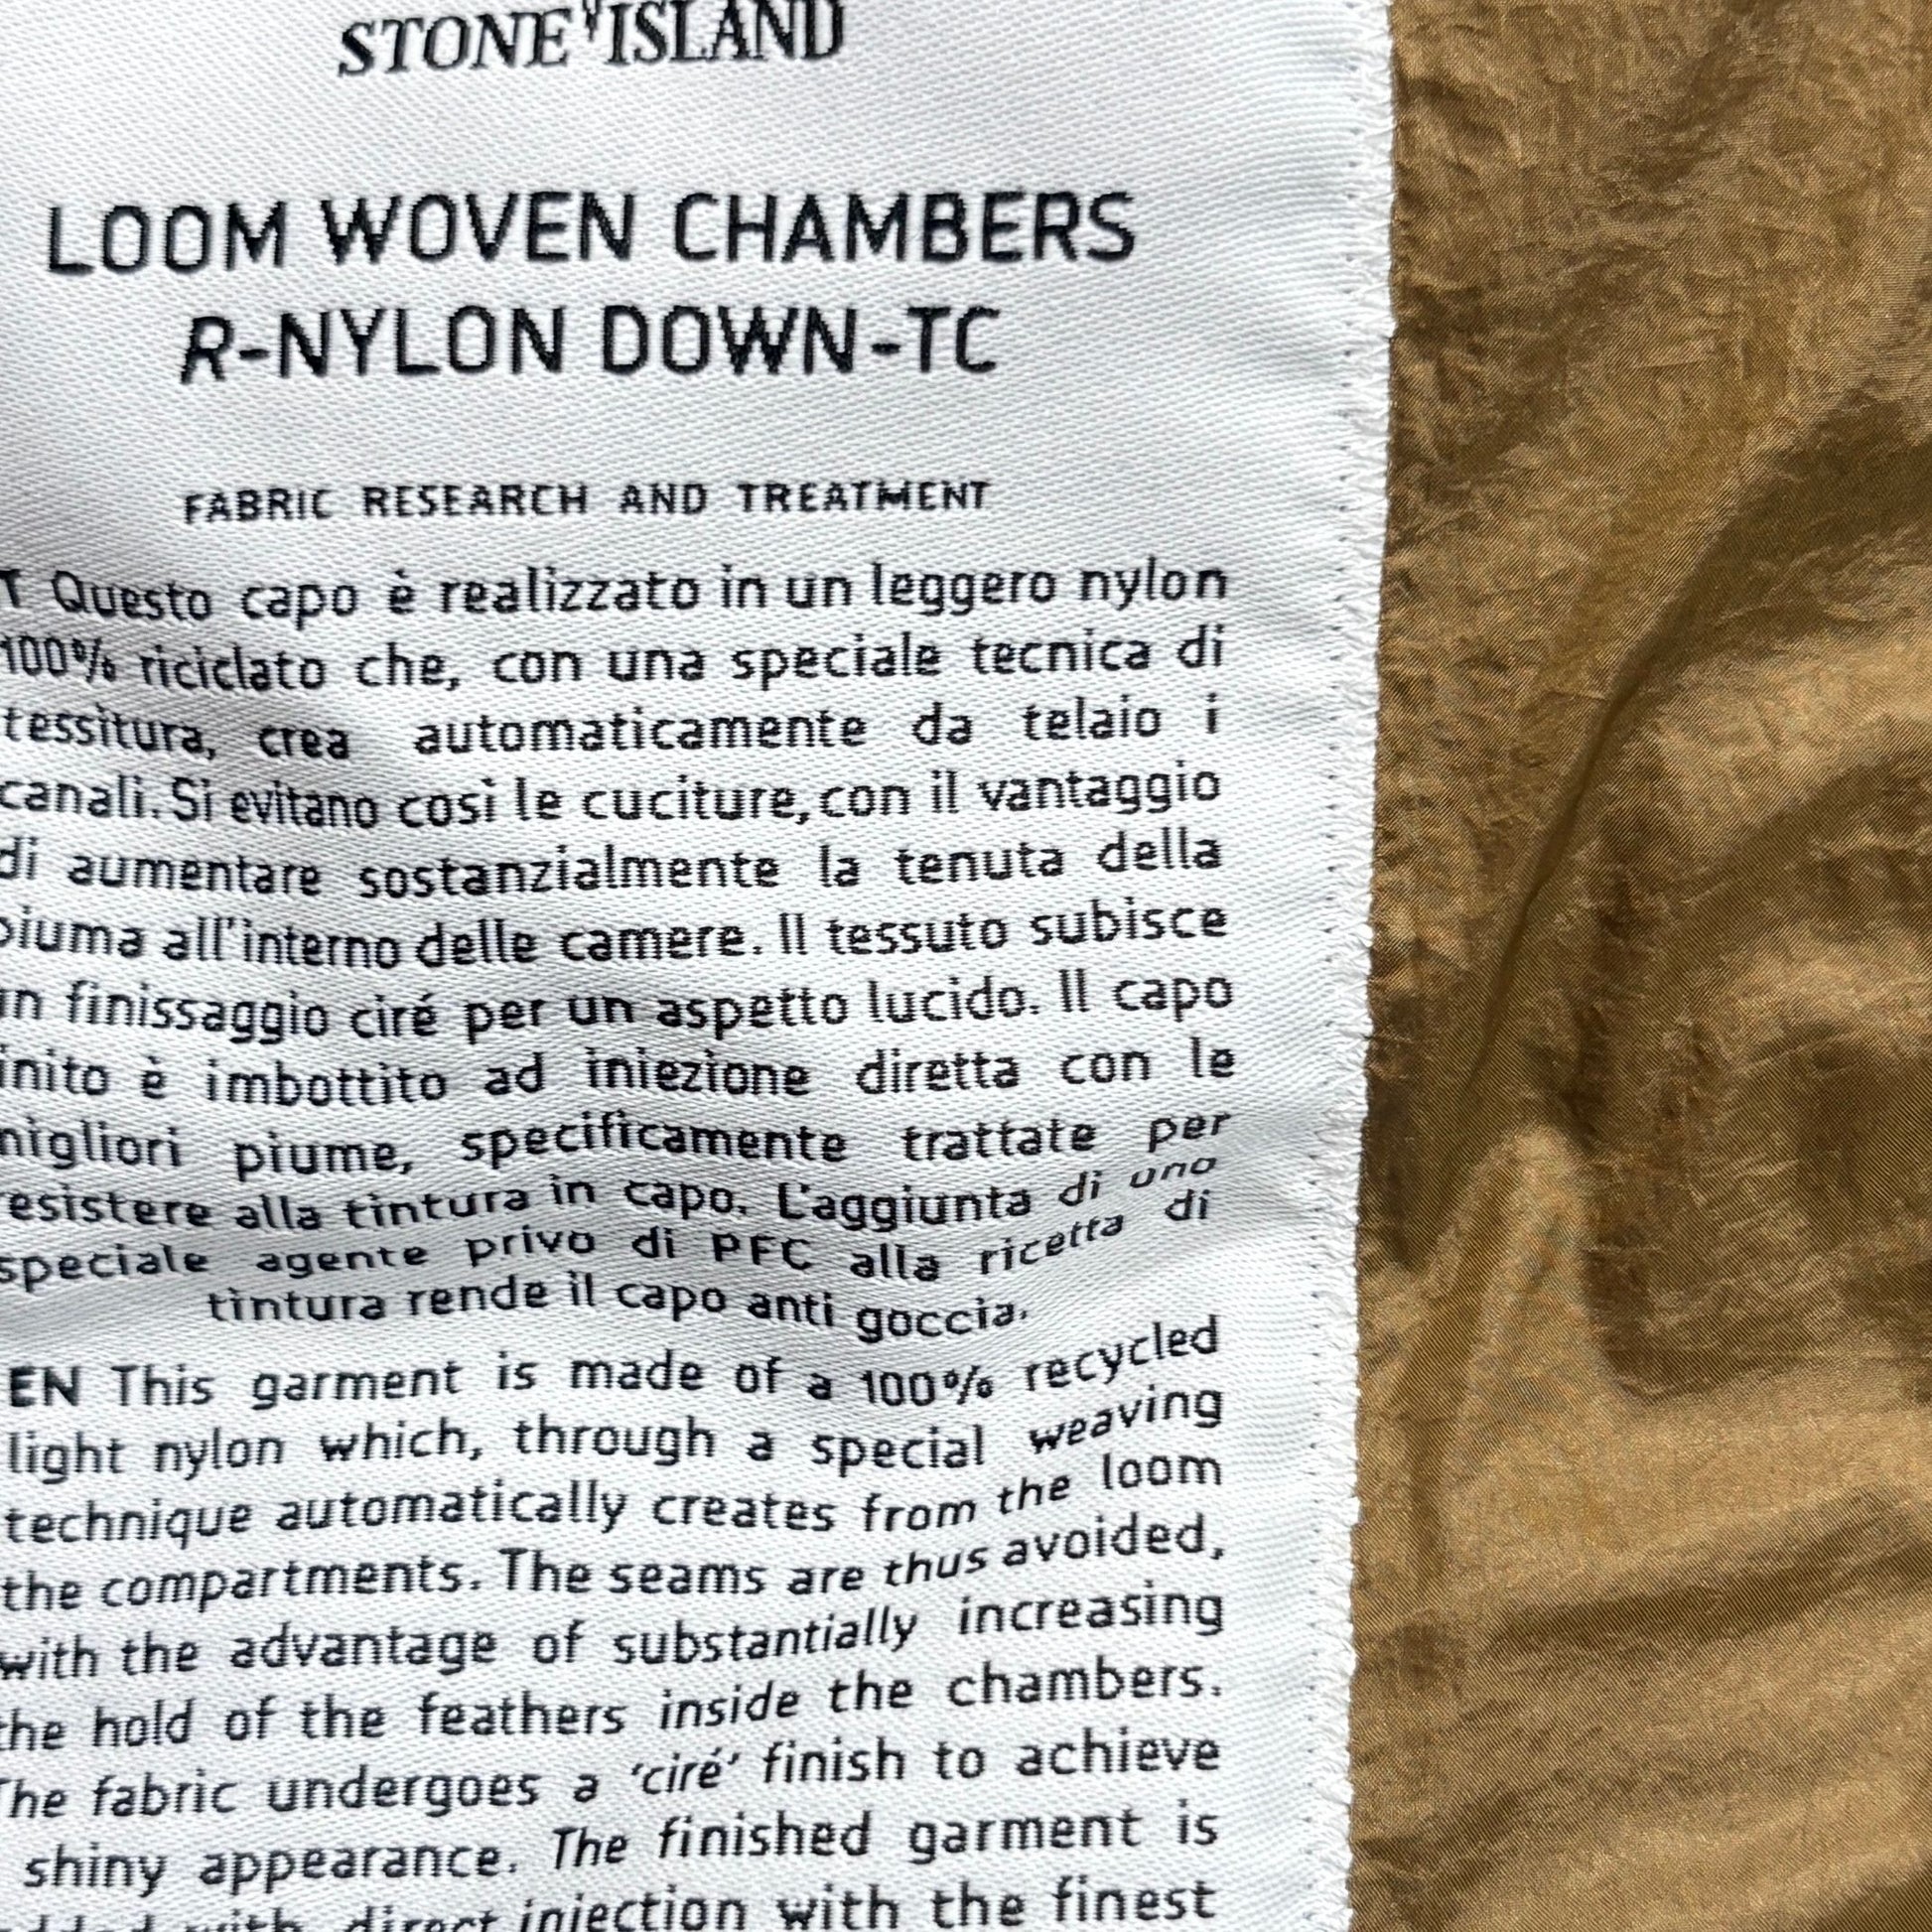 STONE ISLAND
LOOM WOVEN CHAMBERS
R-NYLON DOWN-TC
FABRIC RESEARCH AND TREATMENT
Questo capo è realizzato in un leggero nylon
100% riciclato che, con una speciale tecnica di
tessitura, crea automaticamente da telaio i
canali. Si evitano così le cuciture, con il vantaggio
di aumentare sostanzialmente la tenuta della
piuma all'interno delle camere. Il tessuto subisce
un finissaggio ciré per un aspetto lucido. Il capo
finito è imbottito ad iniezione diretta con le
migliori piume, specificamente trattate per
resistere alla tintura in capo. L'aggiunta di uno
speciale agente privo di PFC alla ricetta di
tintura rende il capo anti goccia.
EN This garment is made of a 100% recycled
light nylon which, through a special weaving
technique automatically creates from the loom
the compartments. The seams are thus avoided,
with the advantage of substantially increasing
the hold of the feathers inside the chambers.
The fabric undergoes a 'ciré' finish to achieve
shiny appearance. The finished garment is
with direct injection with the finest